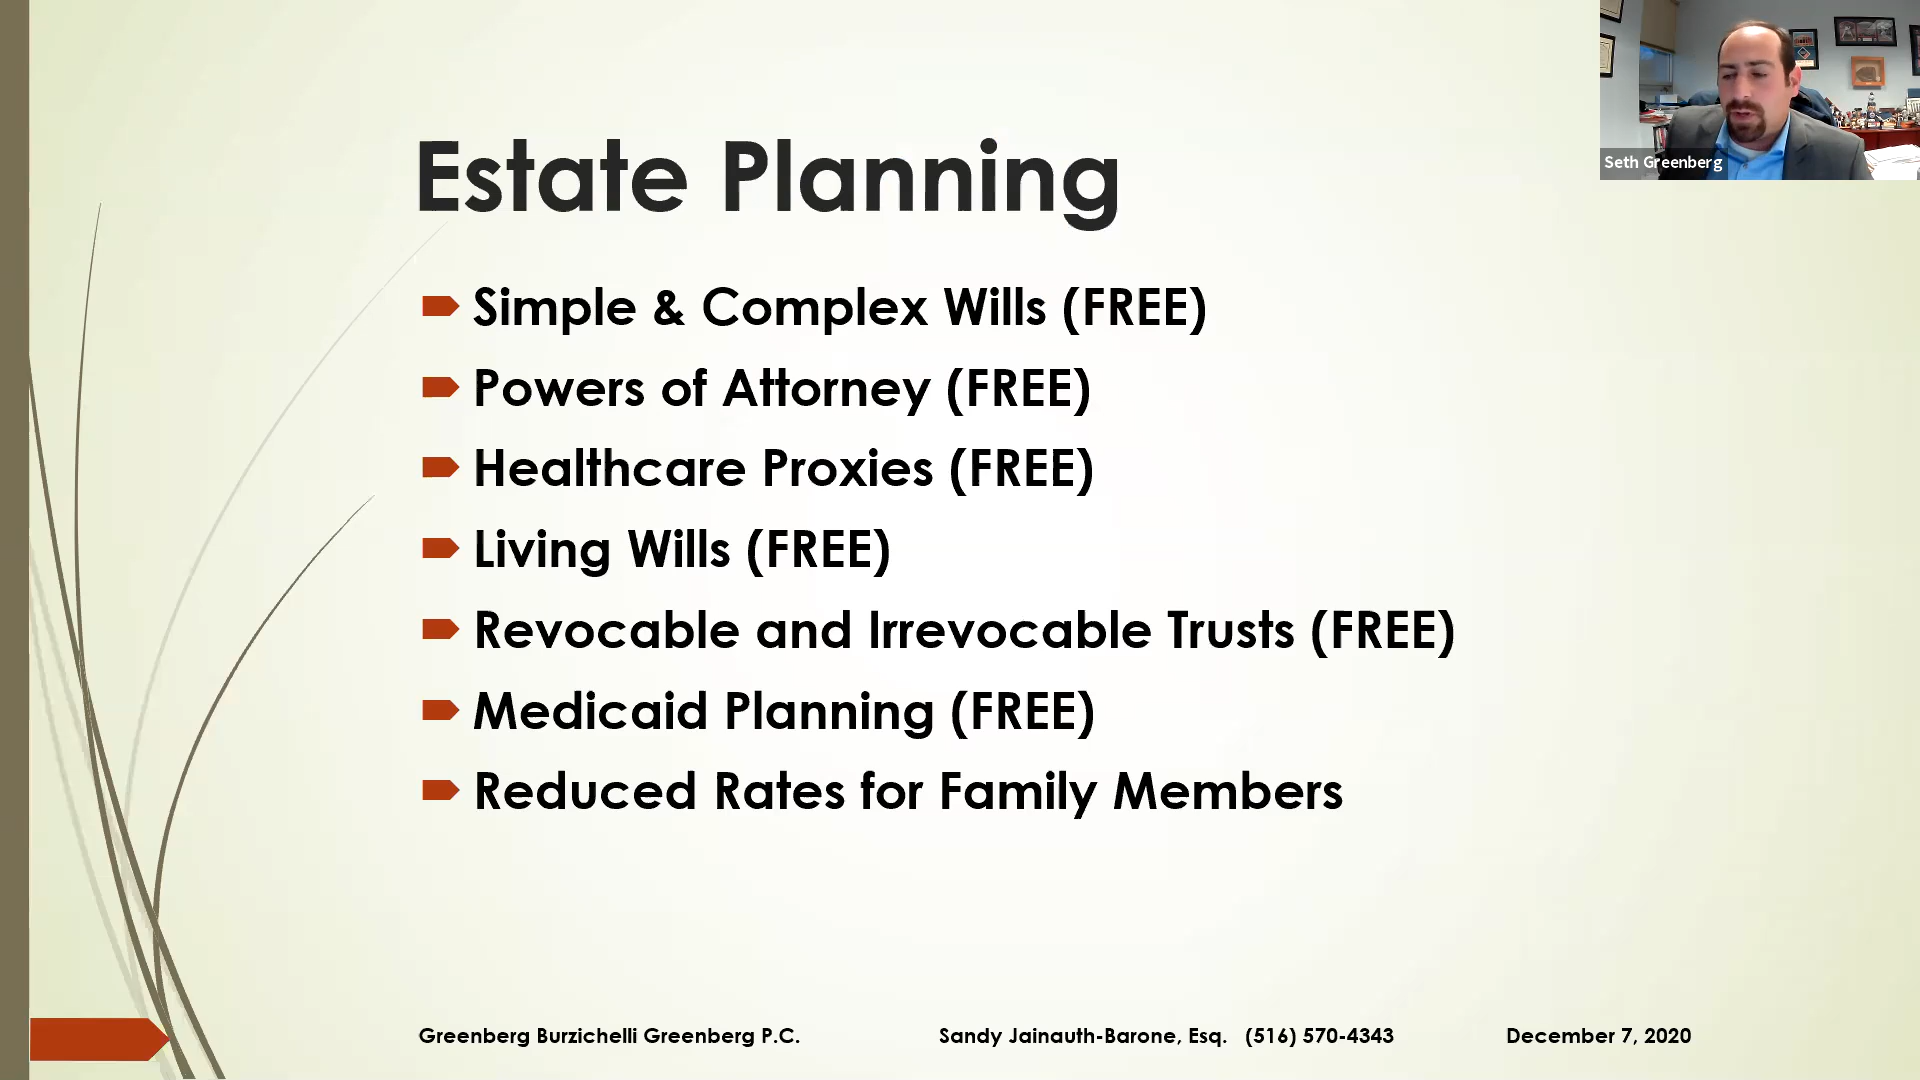 Estate Planning
Simple & Complex Wills (FREE)
Powers of Attorney (FREE)
Healthcare Proxies (FREE)
Living Wills (FREE)
Revocable and Irrevocable Trusts (FREE)
Medicaid Planning (FREE)
Reduced Rates for Family Members
Seth Greenberg
Greenberg Burzichelli Greenberg P.C. Sandy Jainauth-Barone, Esq. (516) 570-4343 December 7, 2020